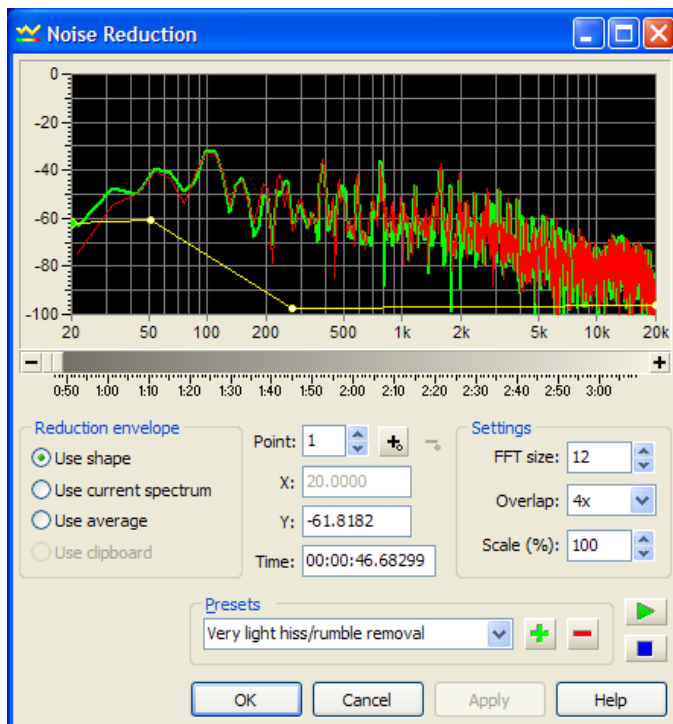 Noise Reduction
0
-20
-40
-60
-80
-100
20 50 100 200 500 1k 2k 5k 10k 20k
0:50 1:00 1:10 1:20 1:30 1:40 1:50 2:00 2:10 2:20 2:30 2:40 2:50 3:00
Reduction envelope
Use shape
Use current spectrum
Use average
Use clipboard
Point: 1
X: 20.0000
Y: -61.8182
Time: 00:00:46.68299
Settings
FFT size: 12
Overlap: 4x
Scale (%): 100
Presets
Very light hiss/rumble removal
OK Cancel Apply Help